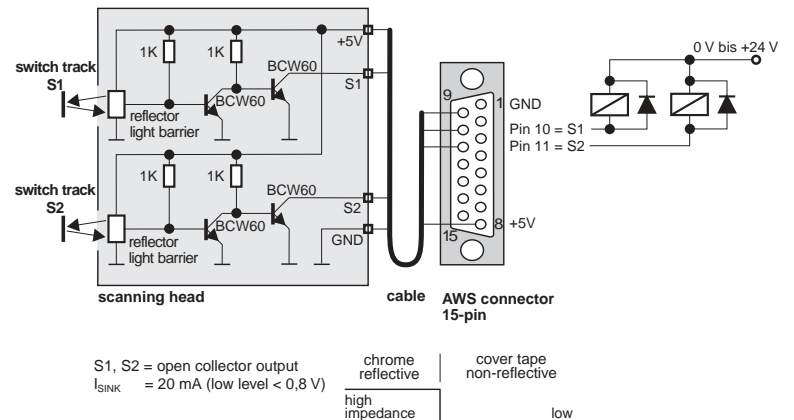 +5V
0 V bis +24 V
1K
1K
BCW60
switch track
S1
S1
BCW60
reflector
light barrier
9
1
GND
Pin 10 = S1
Pin 11 = S2
1K
1K
BCW60
switch track
S2
S2
BCW60
reflector
light barrier
GND
15
8
+5V
scanning head
cable
AWS connector
15-pin
S1, S2 = open collector output
I_SINK = 20 mA (low level < 0,8 V)
chrome
reflective
cover tape
non-reflective
high
impedance
low